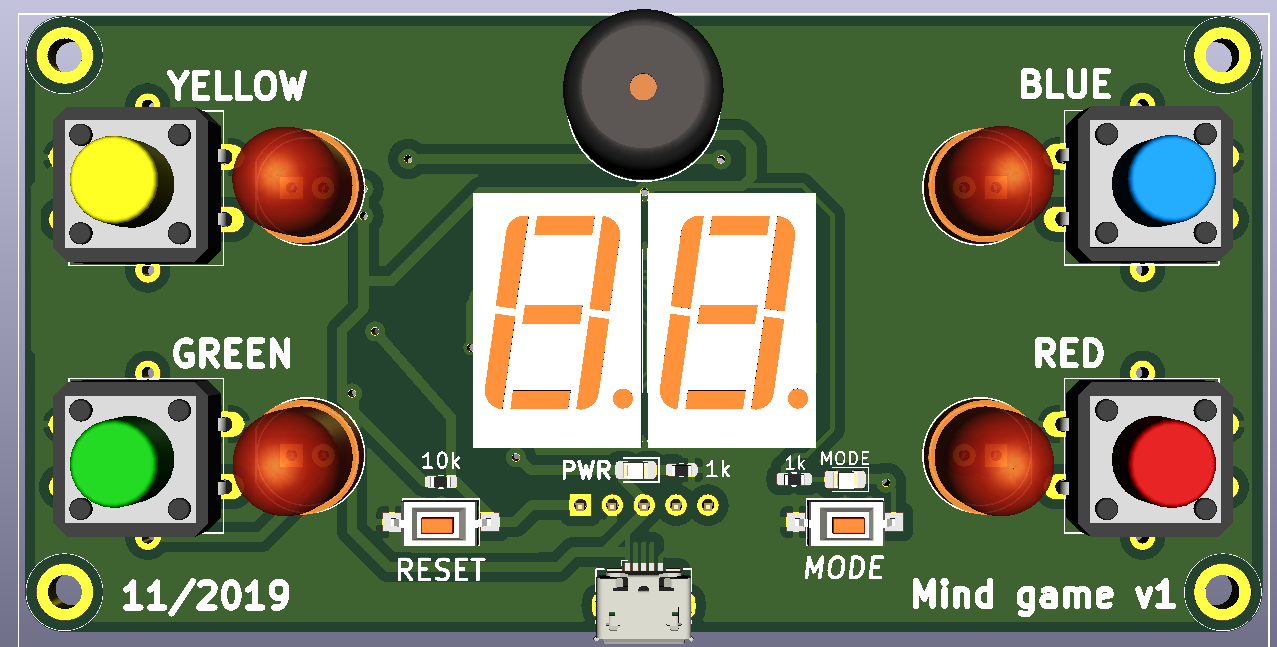 YELLOW
BLUE
GREEN
RED
10k
PWR
1k
1k
MODE
RESET
MODE
11/2019
Mind game v1